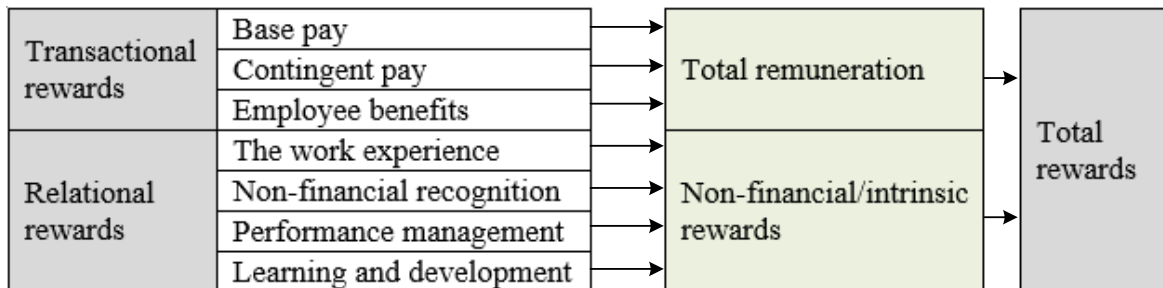 Transactional
rewards
Base pay
Contingent pay
Employee benefits
Total remuneration
Relational
rewards
The work experience
Non-financial recognition
Performance management
Learning and development
Non-financial/intrinsic
rewards
Total
rewards